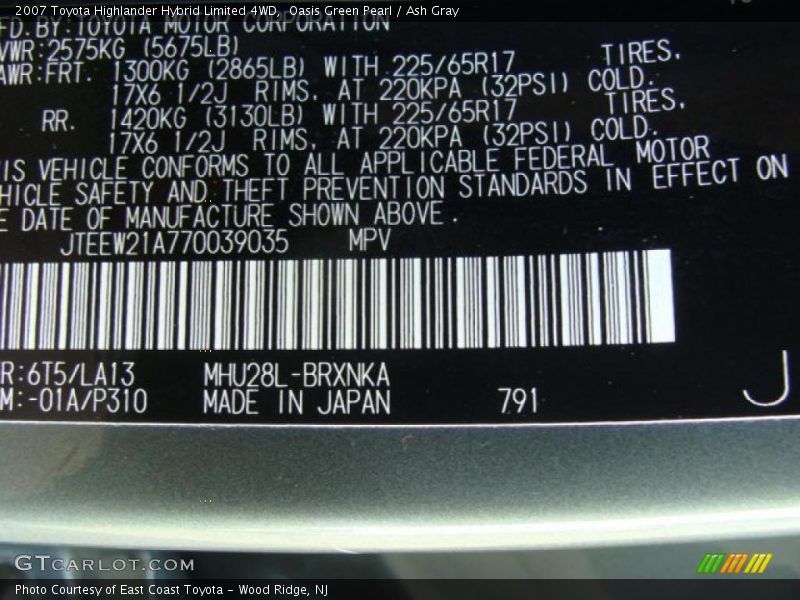 2007 Toyota Highlander Hybrid Limited 4WD, Oasis Green Pearl / Ash Gray
FD.BY:TOYOTA MOTOR CORPORATION
VWR:2575KG (5675LB)
AWR:FRT. 1300KG (2865LB) WITH 225/65R17 TIRES,
17X6 1/2J RIMS, AT 220KPA (32PSI) COLD.
RR. 1420KG (3130LB) WITH 225/65R17 TIRES,
17X6 1/2J RIMS, AT 220KPA (32PSI) COLD.
IS VEHICLE CONFORMS TO ALL APPLICABLE FEDERAL MOTOR
HICLE SAFETY AND THEFT PREVENTION STANDARDS IN EFFECT ON
E DATE OF MANUFACTURE SHOWN ABOVE.
JTEEW21A770039035 MPV
R:6T5/LA13 MHU28L-BRXNKA
M:-01A/P310 MADE IN JAPAN 791 J
GTCARLOT.COM
Photo Courtesy of East Coast Toyota - Wood Ridge, NJ